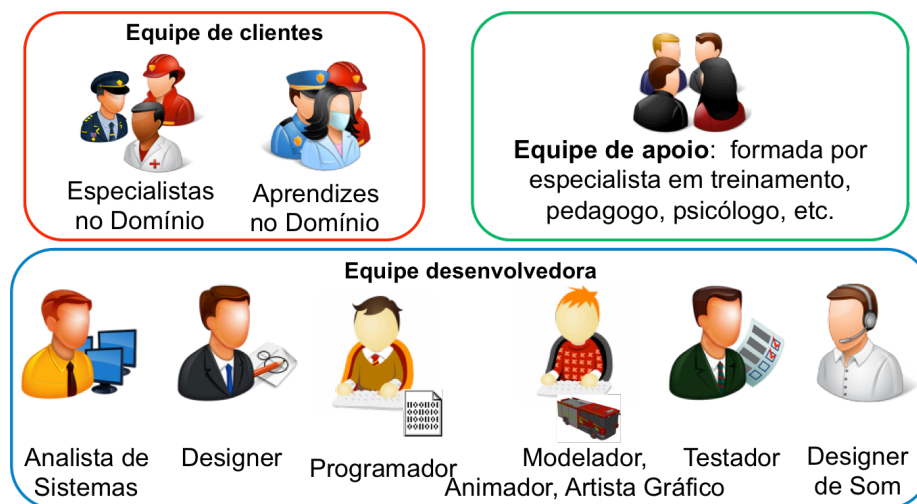 Equipe de clientes
Especialistas
no Domínio
Aprendizes
no Domínio
Equipe de apoio: formada por
especialista em treinamento,
pedagogo, psicólogo, etc.
Equipe desenvolvedora
Analista de
Sistemas
Designer
Programador
Modelador,
Animador, Artista Gráfico
Testador
Designer
de Som